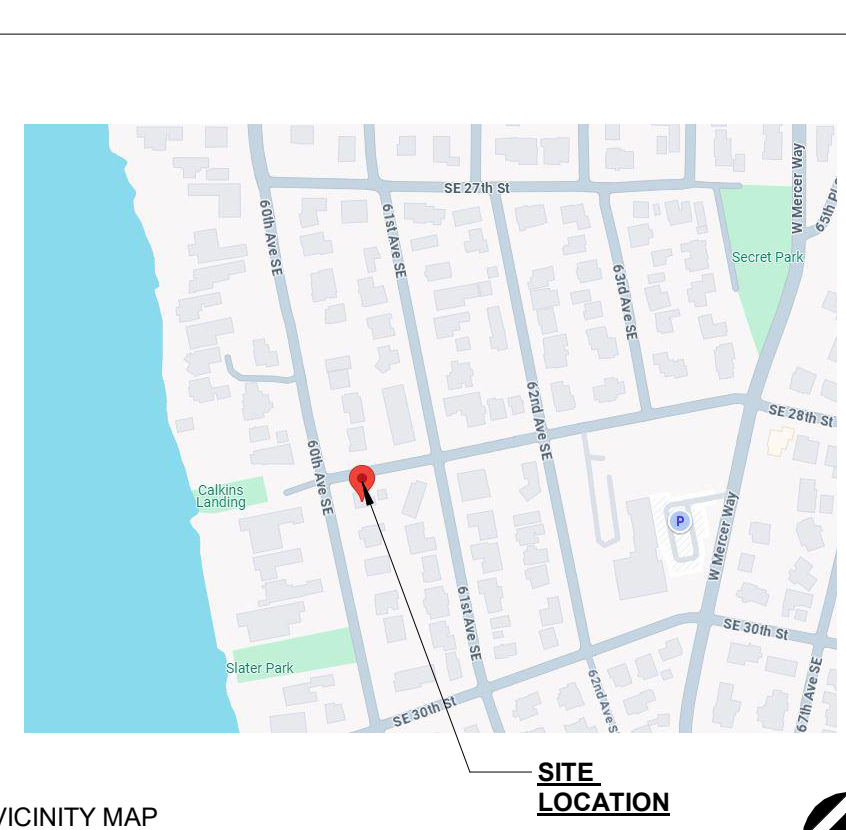 SE 27th St
W Mercer Way
60th Ave SE
61st Ave SE
63rd Ave SE
Secret Park
62nd Ave SE
SE 28th St
60th Ave SE
Calkins
Landing
P
W Mercer Way
61st Ave SE
SE 30th St
Slater Park
62nd Ave S
67th Ave SE
SE 30th St
SITE
LOCATION
VICINITY MAP